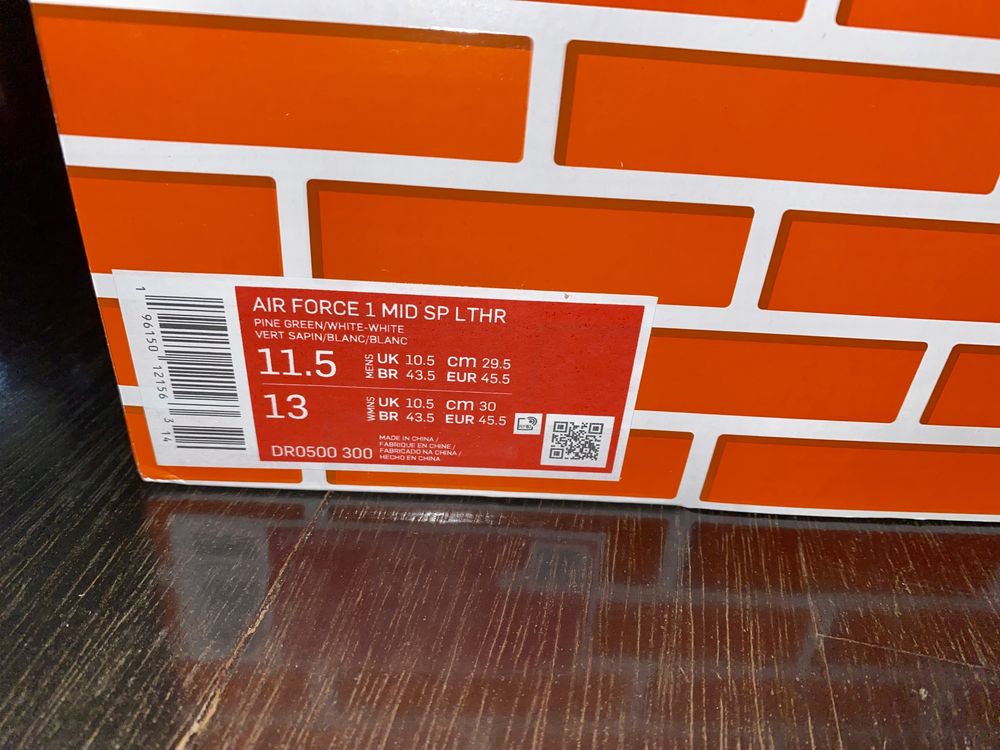 AIR FORCE 1 MID SP LTHR
PINE GREEN/WHITE-WHITE
VERT SAPIN/BLANC/BLANC
11.5 MENS UK 10.5 cm 29.5
BR 43.5 EUR 45.5
13 WMNS UK 10.5 cm 30
BR 43.5 EUR 45.5
DR0500 300
MADE IN CHINA /
FABRIQUE EN CHINE /
FABRICADO NA CHINA /
HECHO EN CHINA
1 96150 12156 3 14